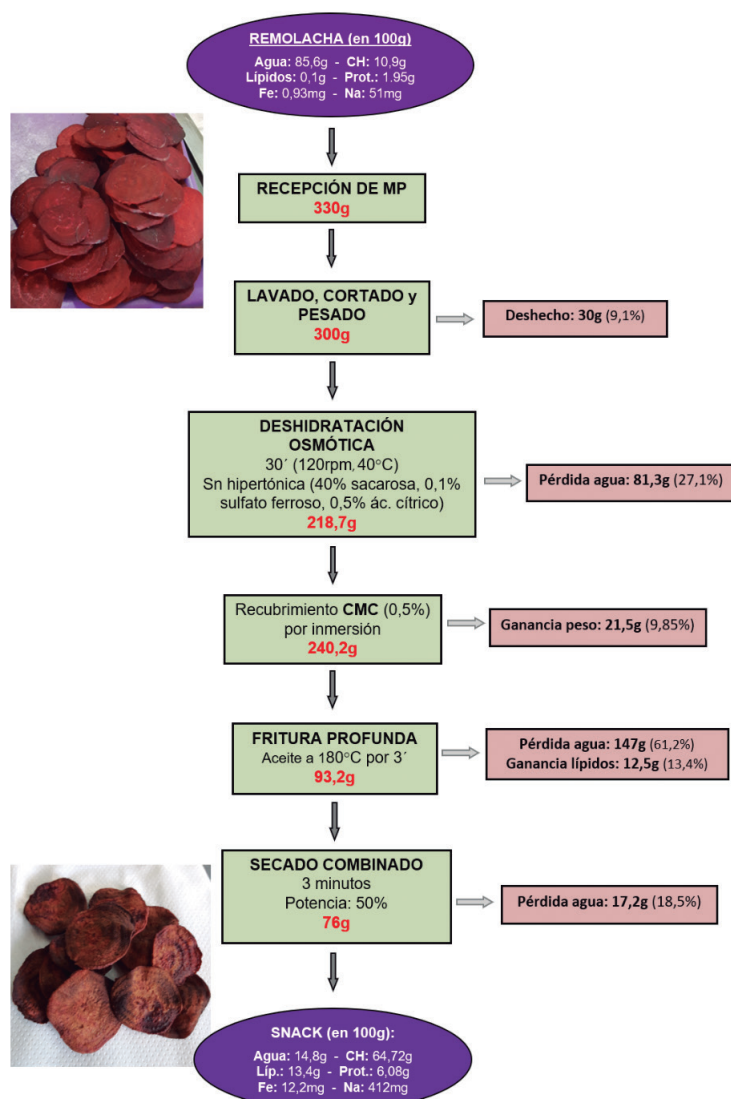 REMOLACHA (en 100g)
Agua: 85,6g - CH: 10,9g
Lípidos: 0,1g - Prot.: 1.95g
Fe: 0,93mg - Na: 51mg
RECEPCIÓN DE MP
330g
LAVADO, CORTADO y
PESADO
300g
Deshecho: 30g (9,1%)
DESHIDRATACIÓN
OSMÓTICA
30´ (120rpm, 40°C)
Sn hipertónica (40% sacarosa, 0,1%
sulfato ferroso, 0,5% ác. cítrico)
218,7g
Pérdida agua: 81,3g (27,1%)
Recubrimiento CMC (0,5%)
por inmersión
240,2g
Ganancia peso: 21,5g (9,85%)
FRITURA PROFUNDA
Aceite a 180°C por 3´
93,2g
Pérdida agua: 147g (61,2%)
Ganancia lípidos: 12,5g (13,4%)
SECADO COMBINADO
3 minutos
Potencia: 50%
76g
Pérdida agua: 17,2g (18,5%)
SNACK (en 100g):
Agua: 14,8g - CH: 64,72g
Líp.: 13,4g - Prot.: 6,08g
Fe: 12,2mg - Na: 412mg